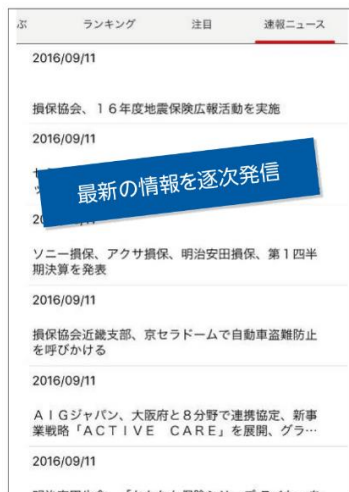 ランキング
注目
速報ニュース
2016/09/11
損保協会、１６年度地震保険広報活動を実施
2016/09/11
最新の情報を逐次発信
ソニー損保、アクサ損保、明治安田損保、第１四半
期決算を発表
2016/09/11
損保協会近畿支部、京セラドームで自動車盗難防止
を呼びかける
2016/09/11
ＡＩＧジャパン、大阪府と８分野で連携協定、新事
業戦略「ＡＣＴＩＶＥ　ＣＡＲＥ」を展開、グラ…
2016/09/11